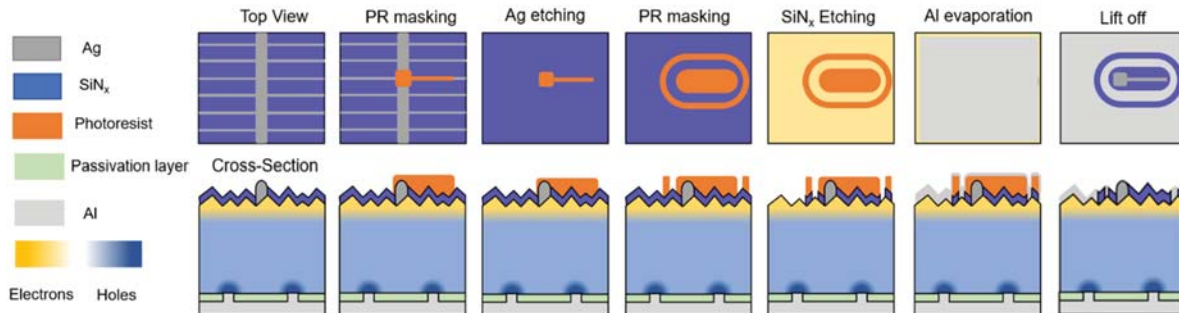 Top View
PR masking
Ag etching
PR masking
SiNₓ Etching
Al evaporation
Lift off
Ag
SiNₓ
Photoresist
Passivation layer
Al
Electrons
Holes
Cross-Section